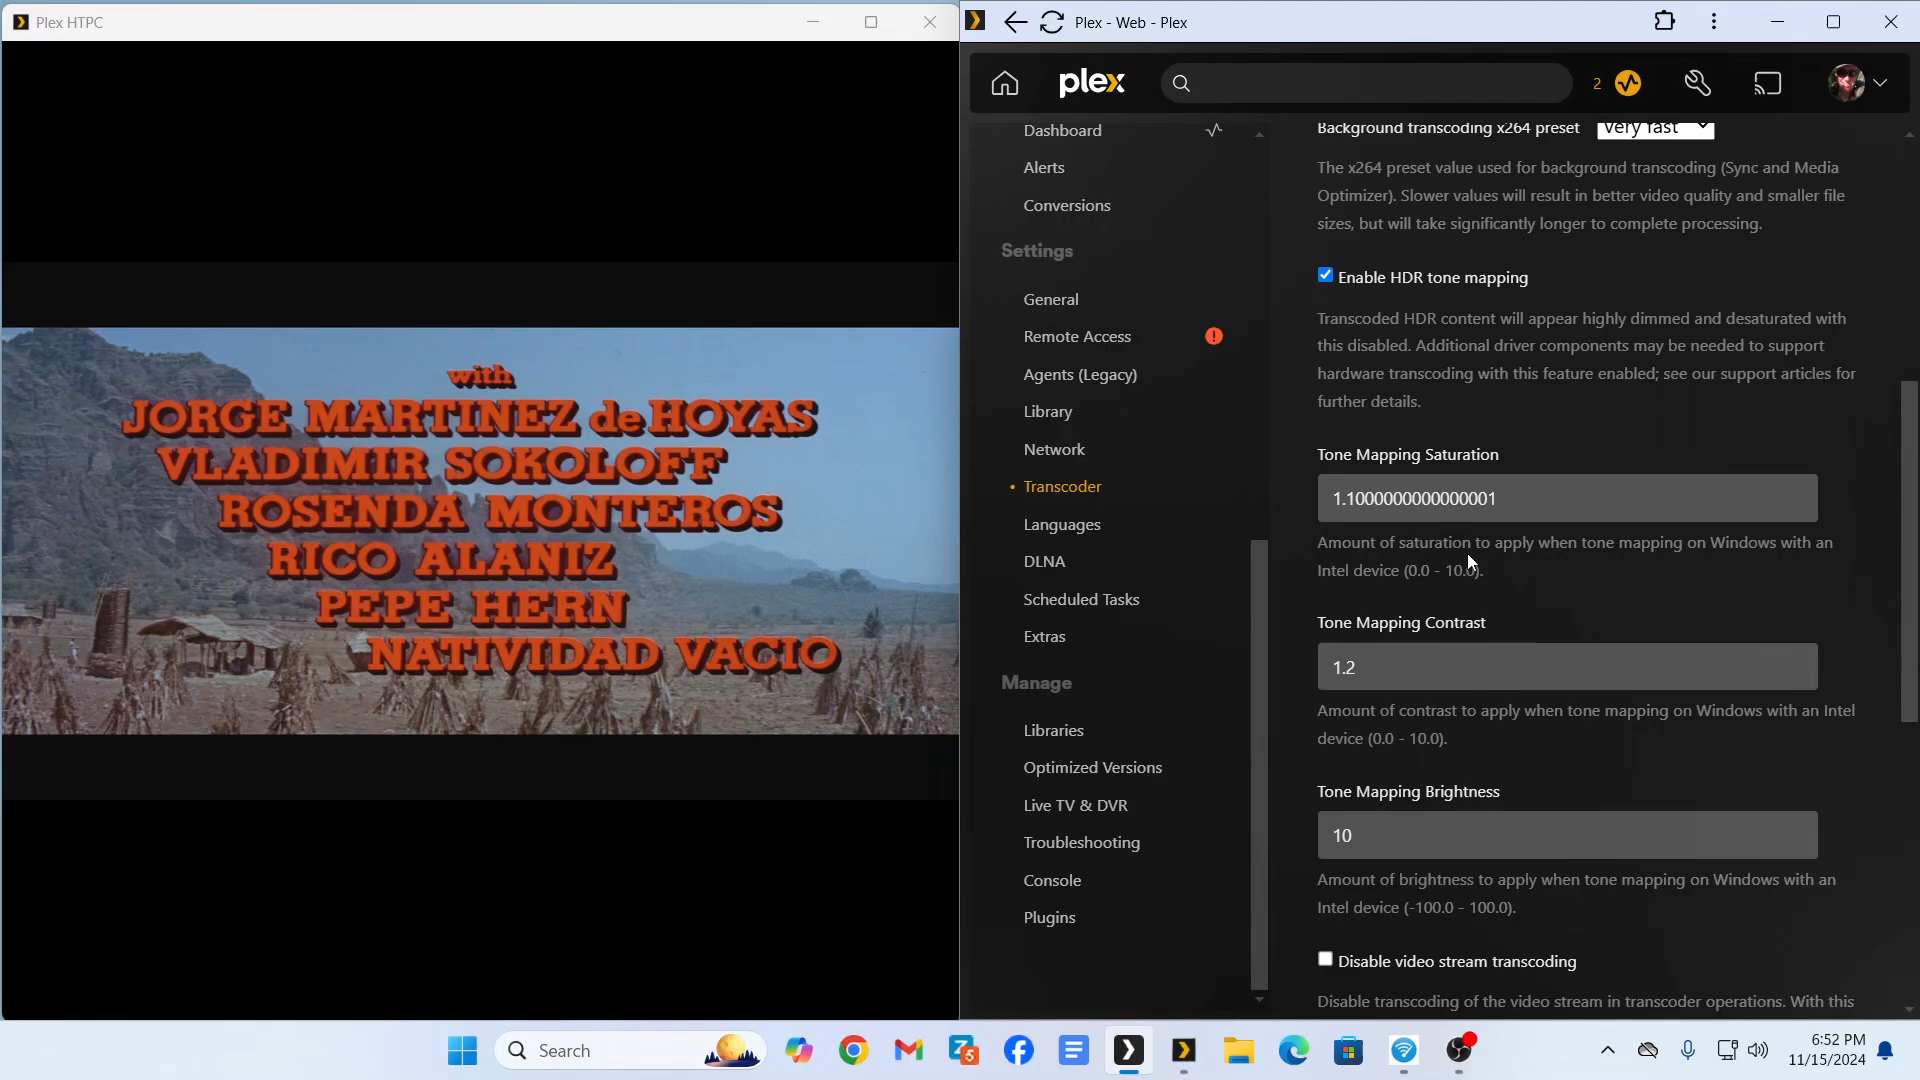 Plex HTPC
with
JORGE MARTINEZ de HOYAS
VLADIMIR SOKOLOFF
ROSENDA MONTEROS
RICO ALANIZ
PEPE HERN
NATIVIDAD VACIO
Plex - Web - Plex
plex
2
Dashboard
Alerts
Conversions
Settings
General
Remote Access
Agents (Legacy)
Library
Network
Transcoder
Languages
DLNA
Scheduled Tasks
Extras
Manage
Libraries
Optimized Versions
Live TV & DVR
Troubleshooting
Console
Plugins
Background transcoding x264 preset Very fast
The x264 preset value used for background transcoding (Sync and Media
Optimizer). Slower values will result in better video quality and smaller file
sizes, but will take significantly longer to complete processing.
Enable HDR tone mapping
Transcoded HDR content will appear highly dimmed and desaturated with
this disabled. Additional driver components may be needed to support
hardware transcoding with this feature enabled; see our support articles for
further details.
Tone Mapping Saturation
1.1000000000000001
Amount of saturation to apply when tone mapping on Windows with an
Intel device (0.0 - 10.0).
Tone Mapping Contrast
1.2
Amount of contrast to apply when tone mapping on Windows with an Intel
device (0.0 - 10.0).
Tone Mapping Brightness
10
Amount of brightness to apply when tone mapping on Windows with an
Intel device (-100.0 - 100.0).
Disable video stream transcoding
Disable transcoding of the video stream in transcoder operations. With this
Search
6:52 PM
11/15/2024